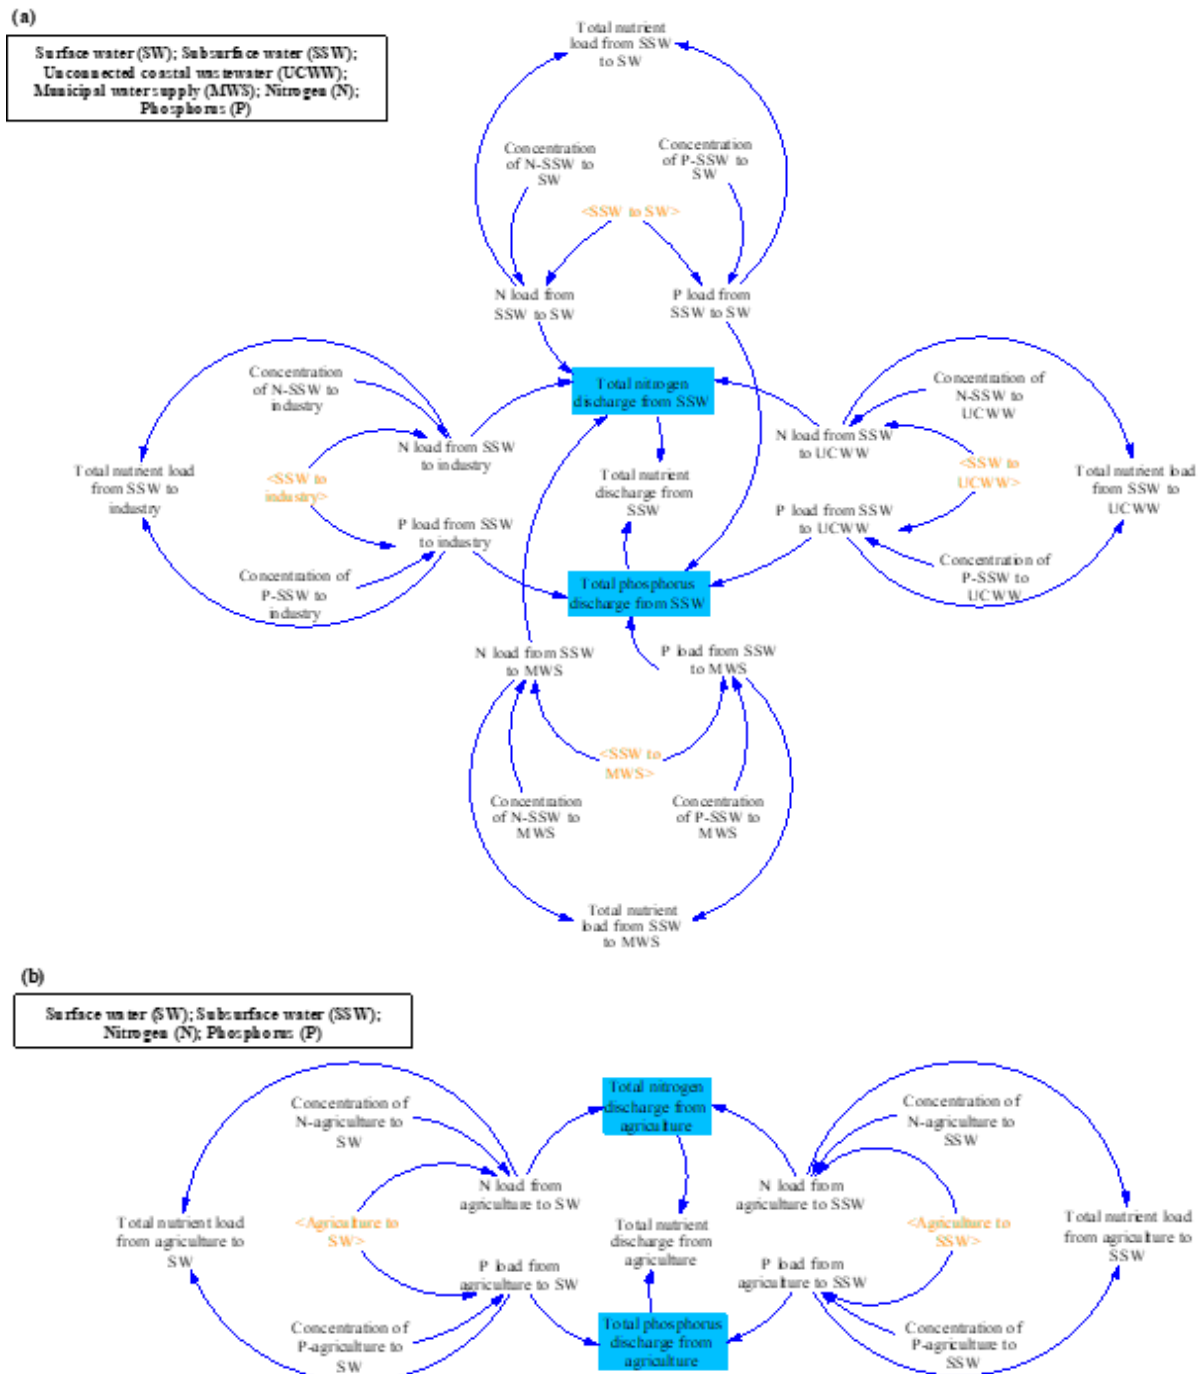 (a)
Surface water (SW); Subsurface water (SSW);
Unconnected coastal wastewater (UCWW);
Municipal water supply (MWS); Nitrogen (N);
Phosphorus (P)
Total nutrient
load from SSW
to SW
Concentration
of N-SSW to
SW
Concentration
of P-SSW to
SW
<SSW to SW>
N load from
SSW to SW
P load from
SSW to SW
Concentration
of N-SSW to
industry
Total nitrogen
discharge from SSW
Concentration of
N-SSW to
UCWW
N load from SSW
to industry
N load from SSW
to UCWW
Total nutrient load
from SSW to
industry
<SSW to
industry>
Total nutrient
discharge from
SSW
<SSW to
UCWW>
Total nutrient load
from SSW to
UCWW
P load from SSW
to industry
P load from SSW
to UCWW
Concentration of
P-SSW to
industry
Total phosphorus
discharge from SSW
Concentration of
P-SSW to
UCWW
N load from SSW
to MWS
P load from SSW
to MWS
<SSW to
MWS>
Concentration
of N-SSW to
MWS
Concentration
of P-SSW to
MWS
Total nutrient
load from SSW
to MWS
(b)
Surface water (SW); Subsurface water (SSW);
Nitrogen (N); Phosphorus (P)
Concentration of
N-agriculture to
SW
Total nitrogen
discharge from
agriculture
Concentration of
N-agriculture to
SSW
N load from
agriculture to SW
N load from
agriculture to SSW
Total nutrient load
from agriculture to
SW
<Agriculture to
SW>
Total nutrient
discharge from
agriculture
<Agriculture to
SSW>
Total nutrient load
from agriculture to
SSW
P load from
agriculture to SW
P load from
agriculture to SSW
Concentration of
P-agriculture to
SW
Total phosphorus
discharge from
agriculture
Concentration of
P-agriculture to
SSW